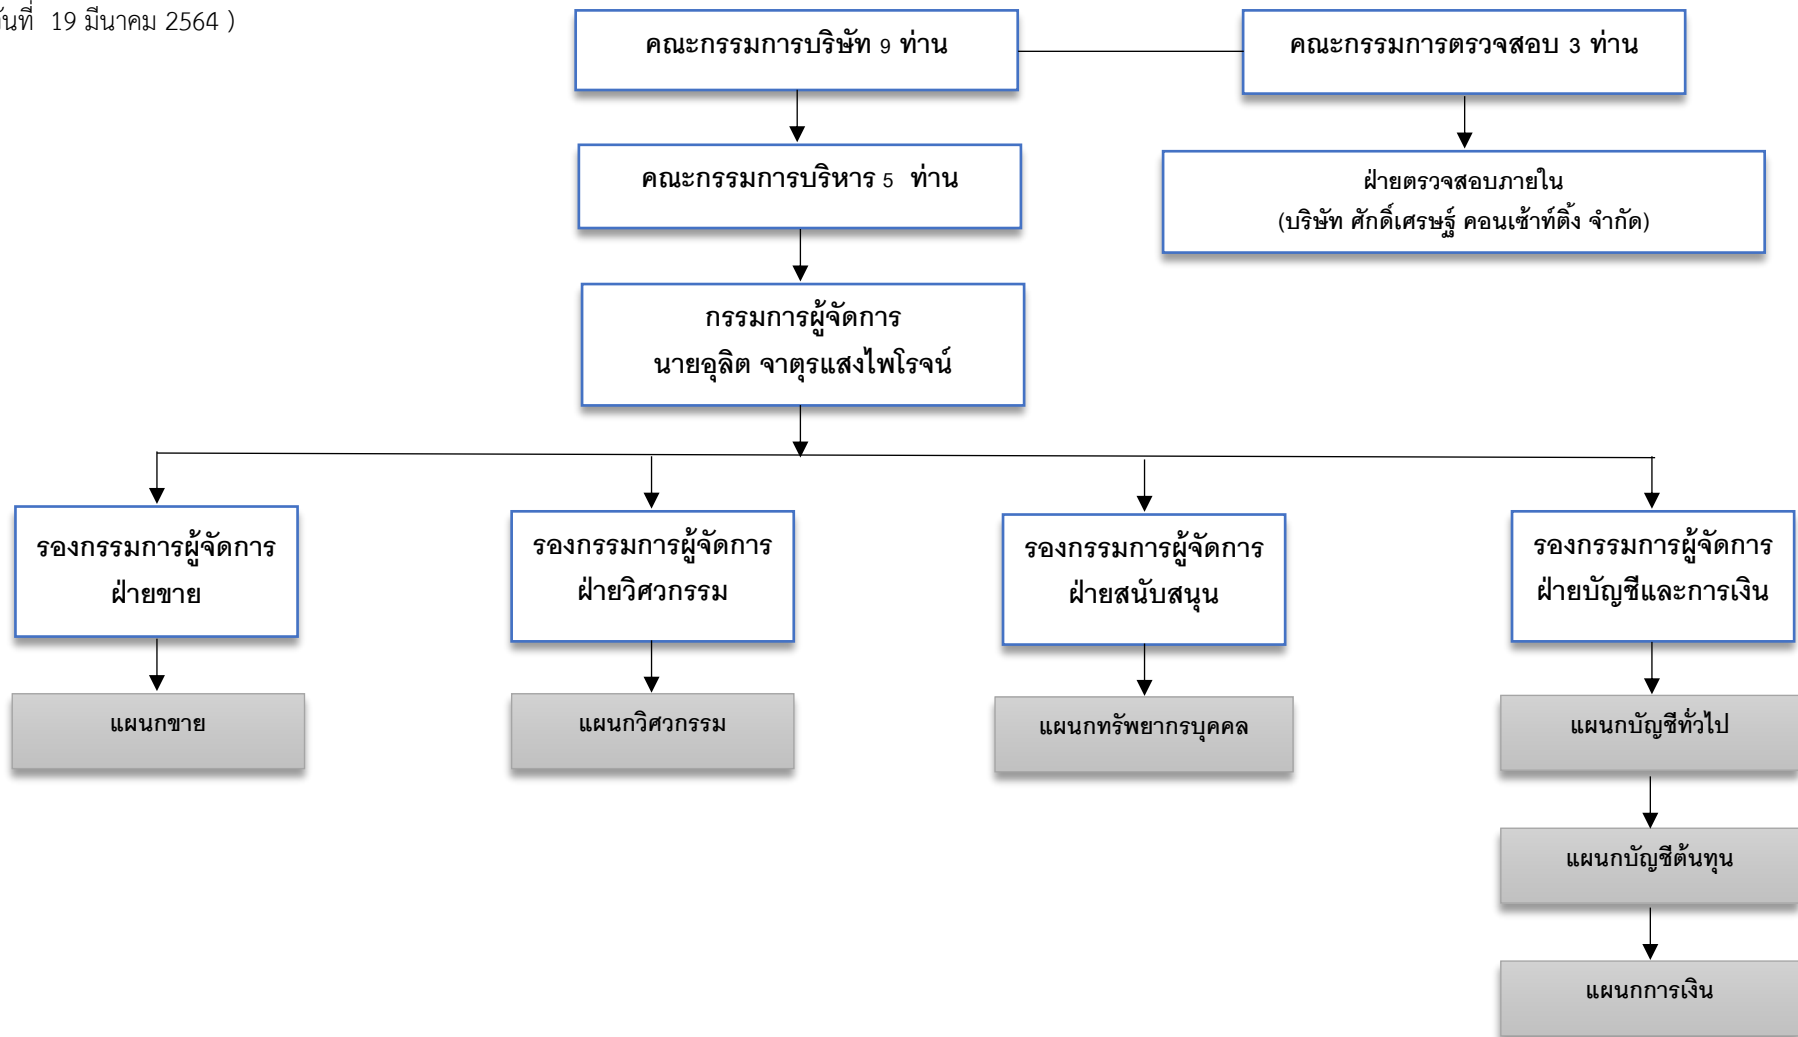 วันที่ 19 มีนาคม 2564 )
คณะกรรมการบริษัท 9 ท่าน
คณะกรรมการตรวจสอบ 3 ท่าน
คณะกรรมการบริหาร 5 ท่าน
ฝ่ายตรวจสอบภายใน
(บริษัท ศักดิ์เศรษฐ์ คอนเซ้าท์ติ้ง จำกัด)
กรรมการผู้จัดการ
นายอุลิต จาตุรแสงไพโรจน์
รองกรรมการผู้จัดการ
ฝ่ายขาย
รองกรรมการผู้จัดการ
ฝ่ายวิศวกรรม
รองกรรมการผู้จัดการ
ฝ่ายสนับสนุน
รองกรรมการผู้จัดการ
ฝ่ายบัญชีและการเงิน
แผนกขาย
แผนกวิศวกรรม
แผนกทรัพยากรบุคคล
แผนกบัญชีทั่วไป
แผนกบัญชีต้นทุน
แผนกการเงิน